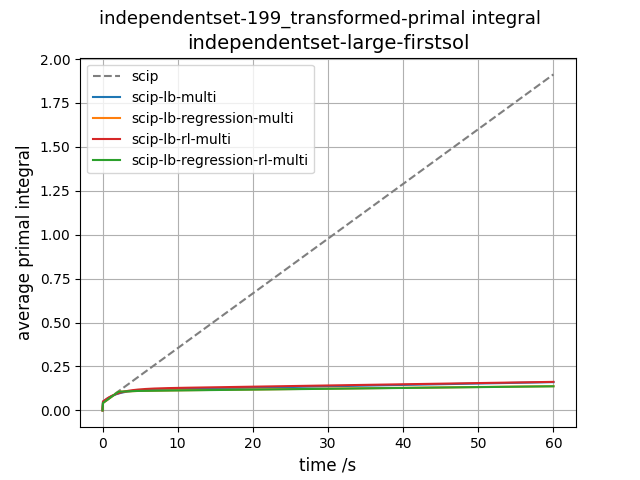 independentset-199_transformed-primal integral
independentset-large-firstsol
2.00
1.75
1.50
1.25
1.00
0.75
0.50
0.25
0.00
average primal integral
scip
scip-lb-multi
scip-lb-regression-multi
scip-lb-rl-multi
scip-lb-regression-rl-multi
0 10 20 30 40 50 60
time /s